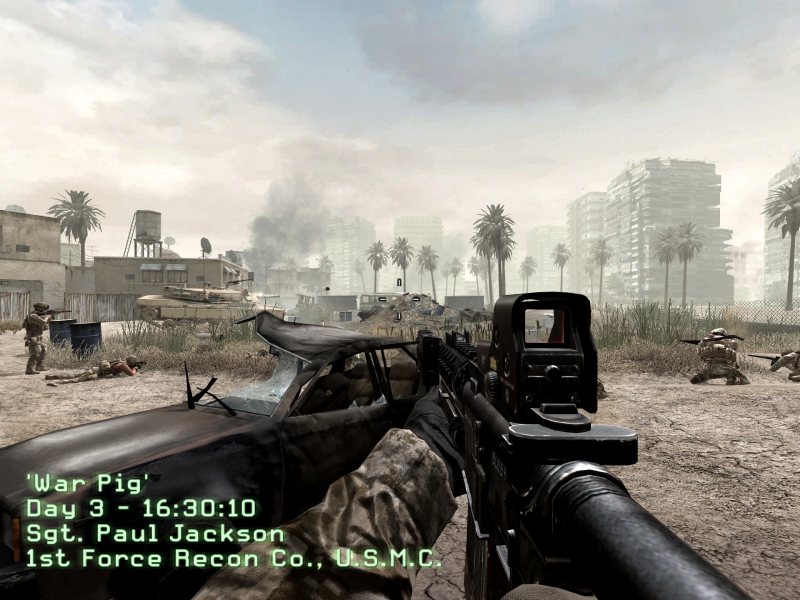 'War Pig'
Day 3 - 16:30:10
Sgt. Paul Jackson
1st Force Recon Co., U.S.M.C.